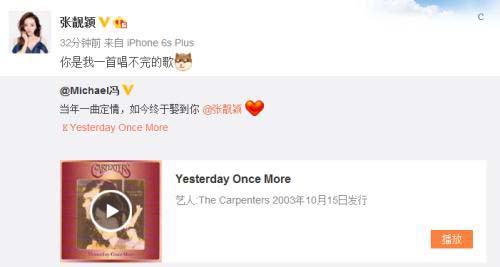 张靓颖
32分钟前 来自 iPhone 6s Plus
你是我一首唱不完的歌
@Michael冯
当年一曲定情，如今终于娶到你 @张靓颖
Yesterday Once More
CARPENTERS
Yesterday Once More
Yesterday Once More
艺人:The Carpenters 2003年10月15日发行
播放